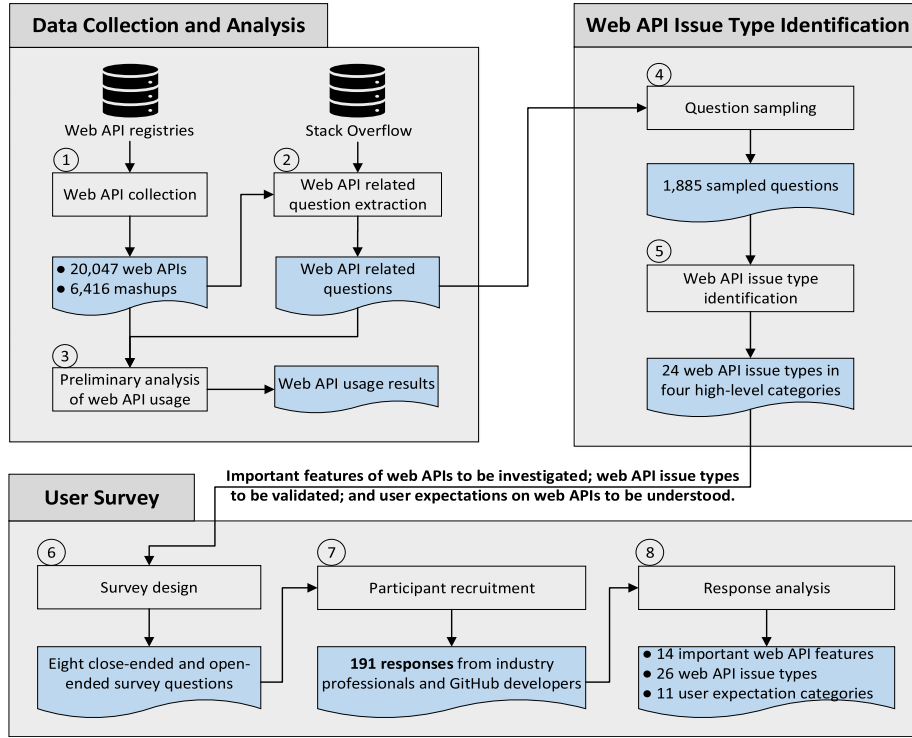 Data Collection and Analysis
Web API registries
Stack Overflow
1
Web API collection
2
Web API related
question extraction
● 20,047 web APIs
● 6,416 mashups
Web API related
questions
3
Preliminary analysis
of web API usage
Web API usage results
Web API Issue Type Identification
4
Question sampling
1,885 sampled questions
5
Web API issue type
identification
24 web API issue types in
four high-level categories
Important features of web APIs to be investigated; web API issue types
to be validated; and user expectations on web APIs to be understood.
User Survey
6
Survey design
Eight close-ended and open-
ended survey questions
7
Participant recruitment
191 responses from industry
professionals and GitHub developers
8
Response analysis
● 14 important web API features
● 26 web API issue types
● 11 user expectation categories